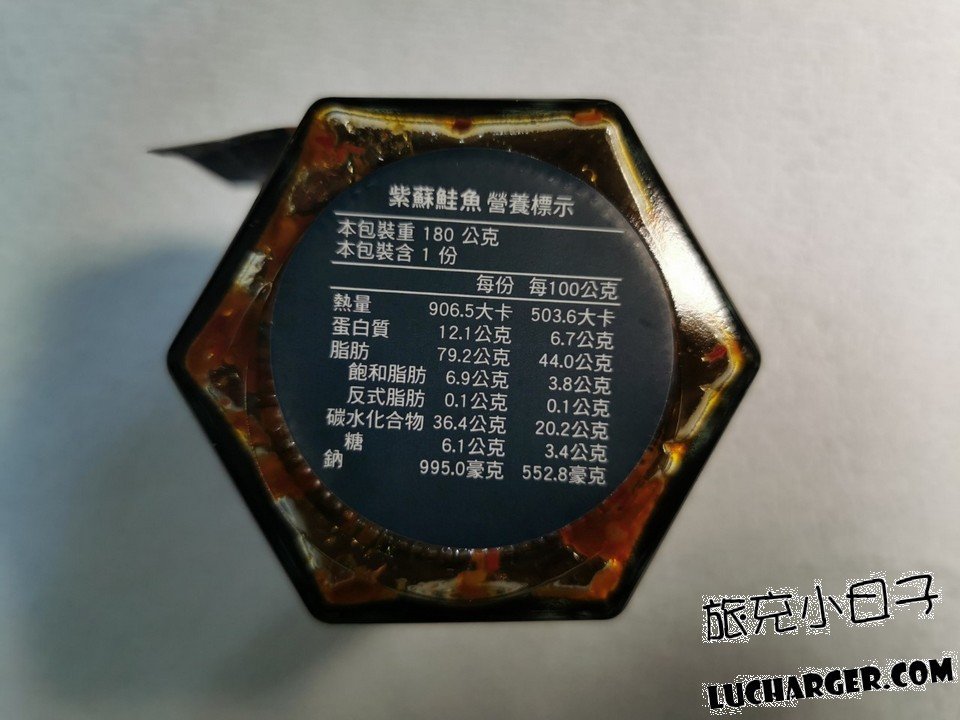 紫蘇鮭魚 營養標示
本包裝重 180 公克
本包裝含 1 份
每份 每100公克
熱量 906.5大卡 503.6大卡
蛋白質 12.1公克 6.7公克
脂肪 79.2公克 44.0公克
飽和脂肪 6.9公克 3.8公克
反式脂肪 0.1公克 0.1公克
碳水化合物 36.4公克 20.2公克
糖 6.1公克 3.4公克
鈉 995.0毫克 552.8毫克
旅充小日子
LUCHARGER.COM